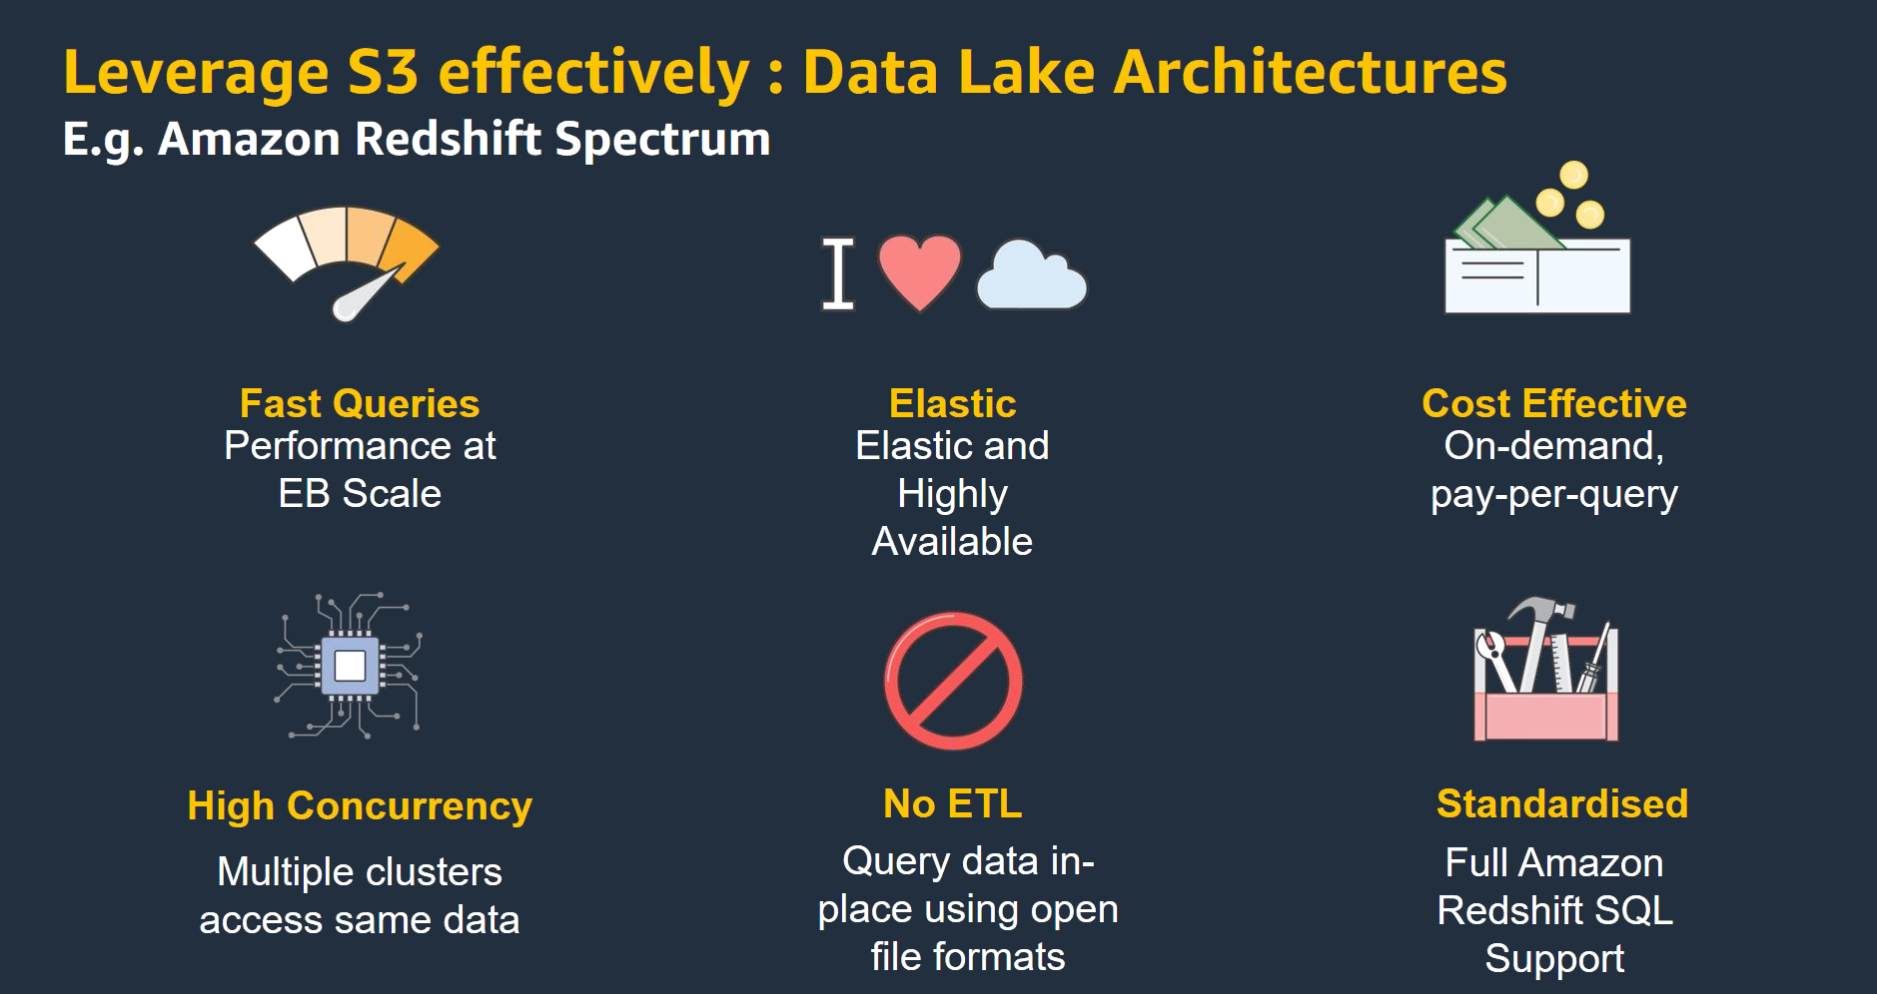 Leverage S3 effectively : Data Lake Architectures
E.g. Amazon Redshift Spectrum
I
Fast Queries
Performance at
EB Scale
Elastic
Elastic and
Highly
Available
Cost Effective
On-demand,
pay-per-query
High Concurrency
Multiple clusters
access same data
No ETL
Query data in-
place using open
file formats
Standardised
Full Amazon
Redshift SQL
Support